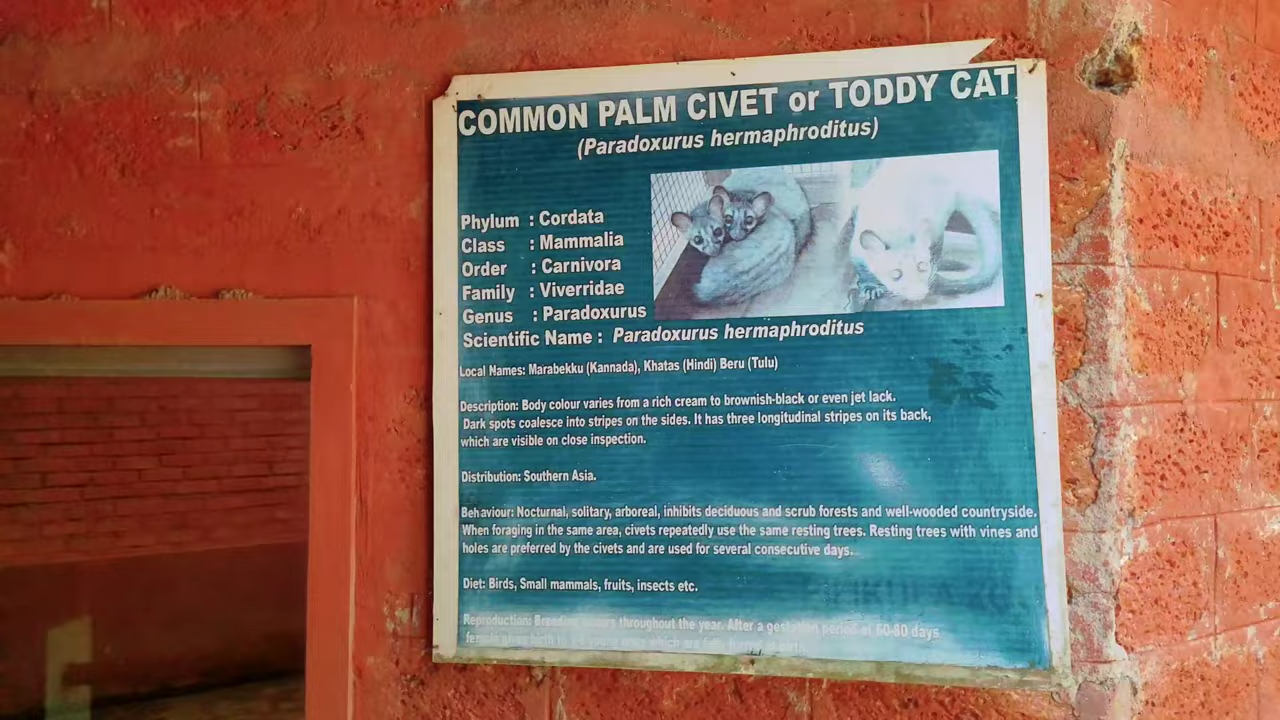 COMMON PALM CIVET or TODDY CAT
(Paradoxurus hermaphroditus)
Phylum : Cordata
Class : Mammalia
Order : Carnivora
Family : Viverridae
Genus : Paradoxurus
Scientific Name : Paradoxurus hermaphroditus
Local Names: Marabekku (Kannada), Khatas (Hindi) Beru (Tulu)
Description: Body colour varies from a rich cream to brownish-black or even jet lack.
Dark spots coalesce into stripes on the sides. It has three longitudinal stripes on its back,
which are visible on close inspection.
Distribution: Southern Asia.
Behaviour: Nocturnal, solitary, arboreal, inhibits deciduous and scrub forests and well-wooded countryside.
When foraging in the same area, civets repeatedly use the same resting trees. Resting trees with vines and
holes are preferred by the civets and are used for several consecutive days.
Diet: Birds, Small mammals, fruits, insects etc.
Reproduction: Breeding occurs throughout the year. After a gestation period of 60-80 days
female gives birth to